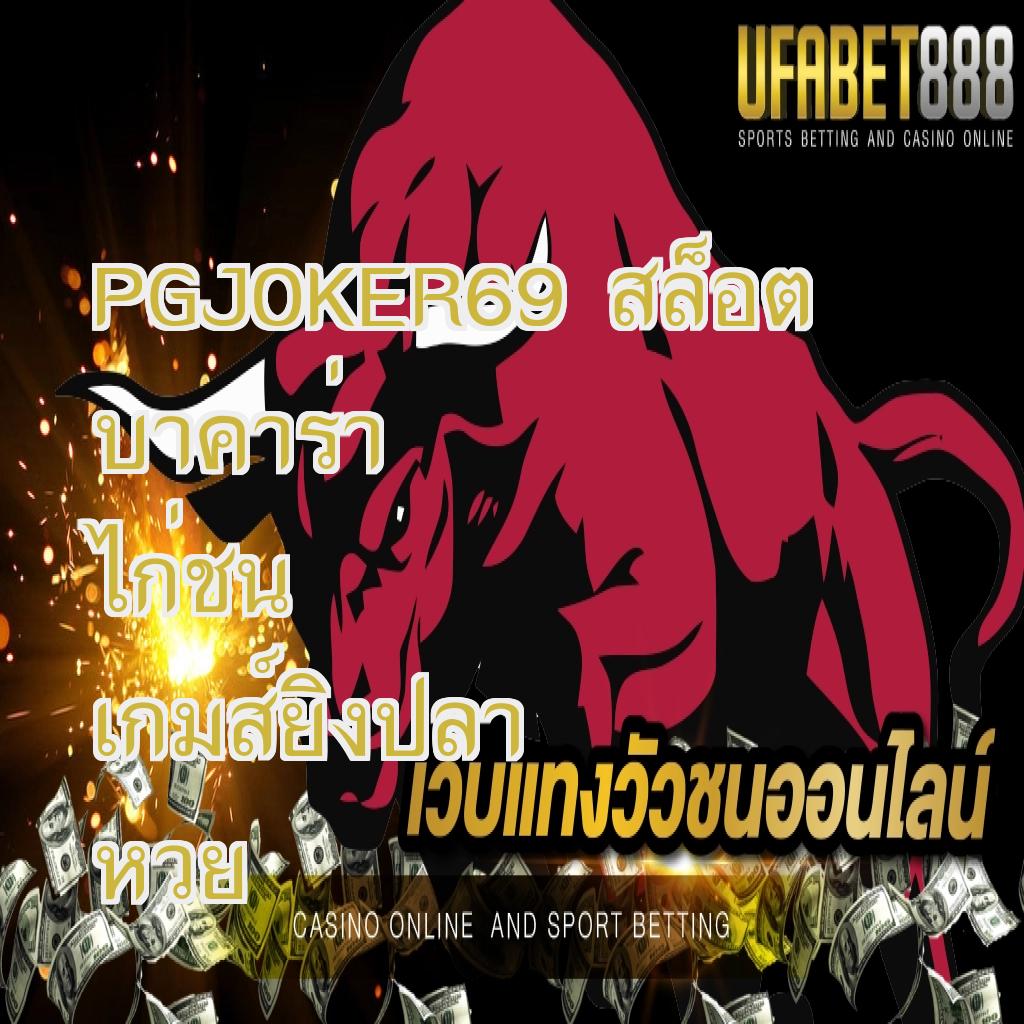 UFABET888
SPORTS BETTING AND CASINO ONLINE
PGJOKER69 สล็อต
บาคาร่า
ไก่ชน
เกมส์ยิงปลา
เว็บแทงวัวชนออนไลน์
หวย
CASINO ONLINE AND SPORT BETTING